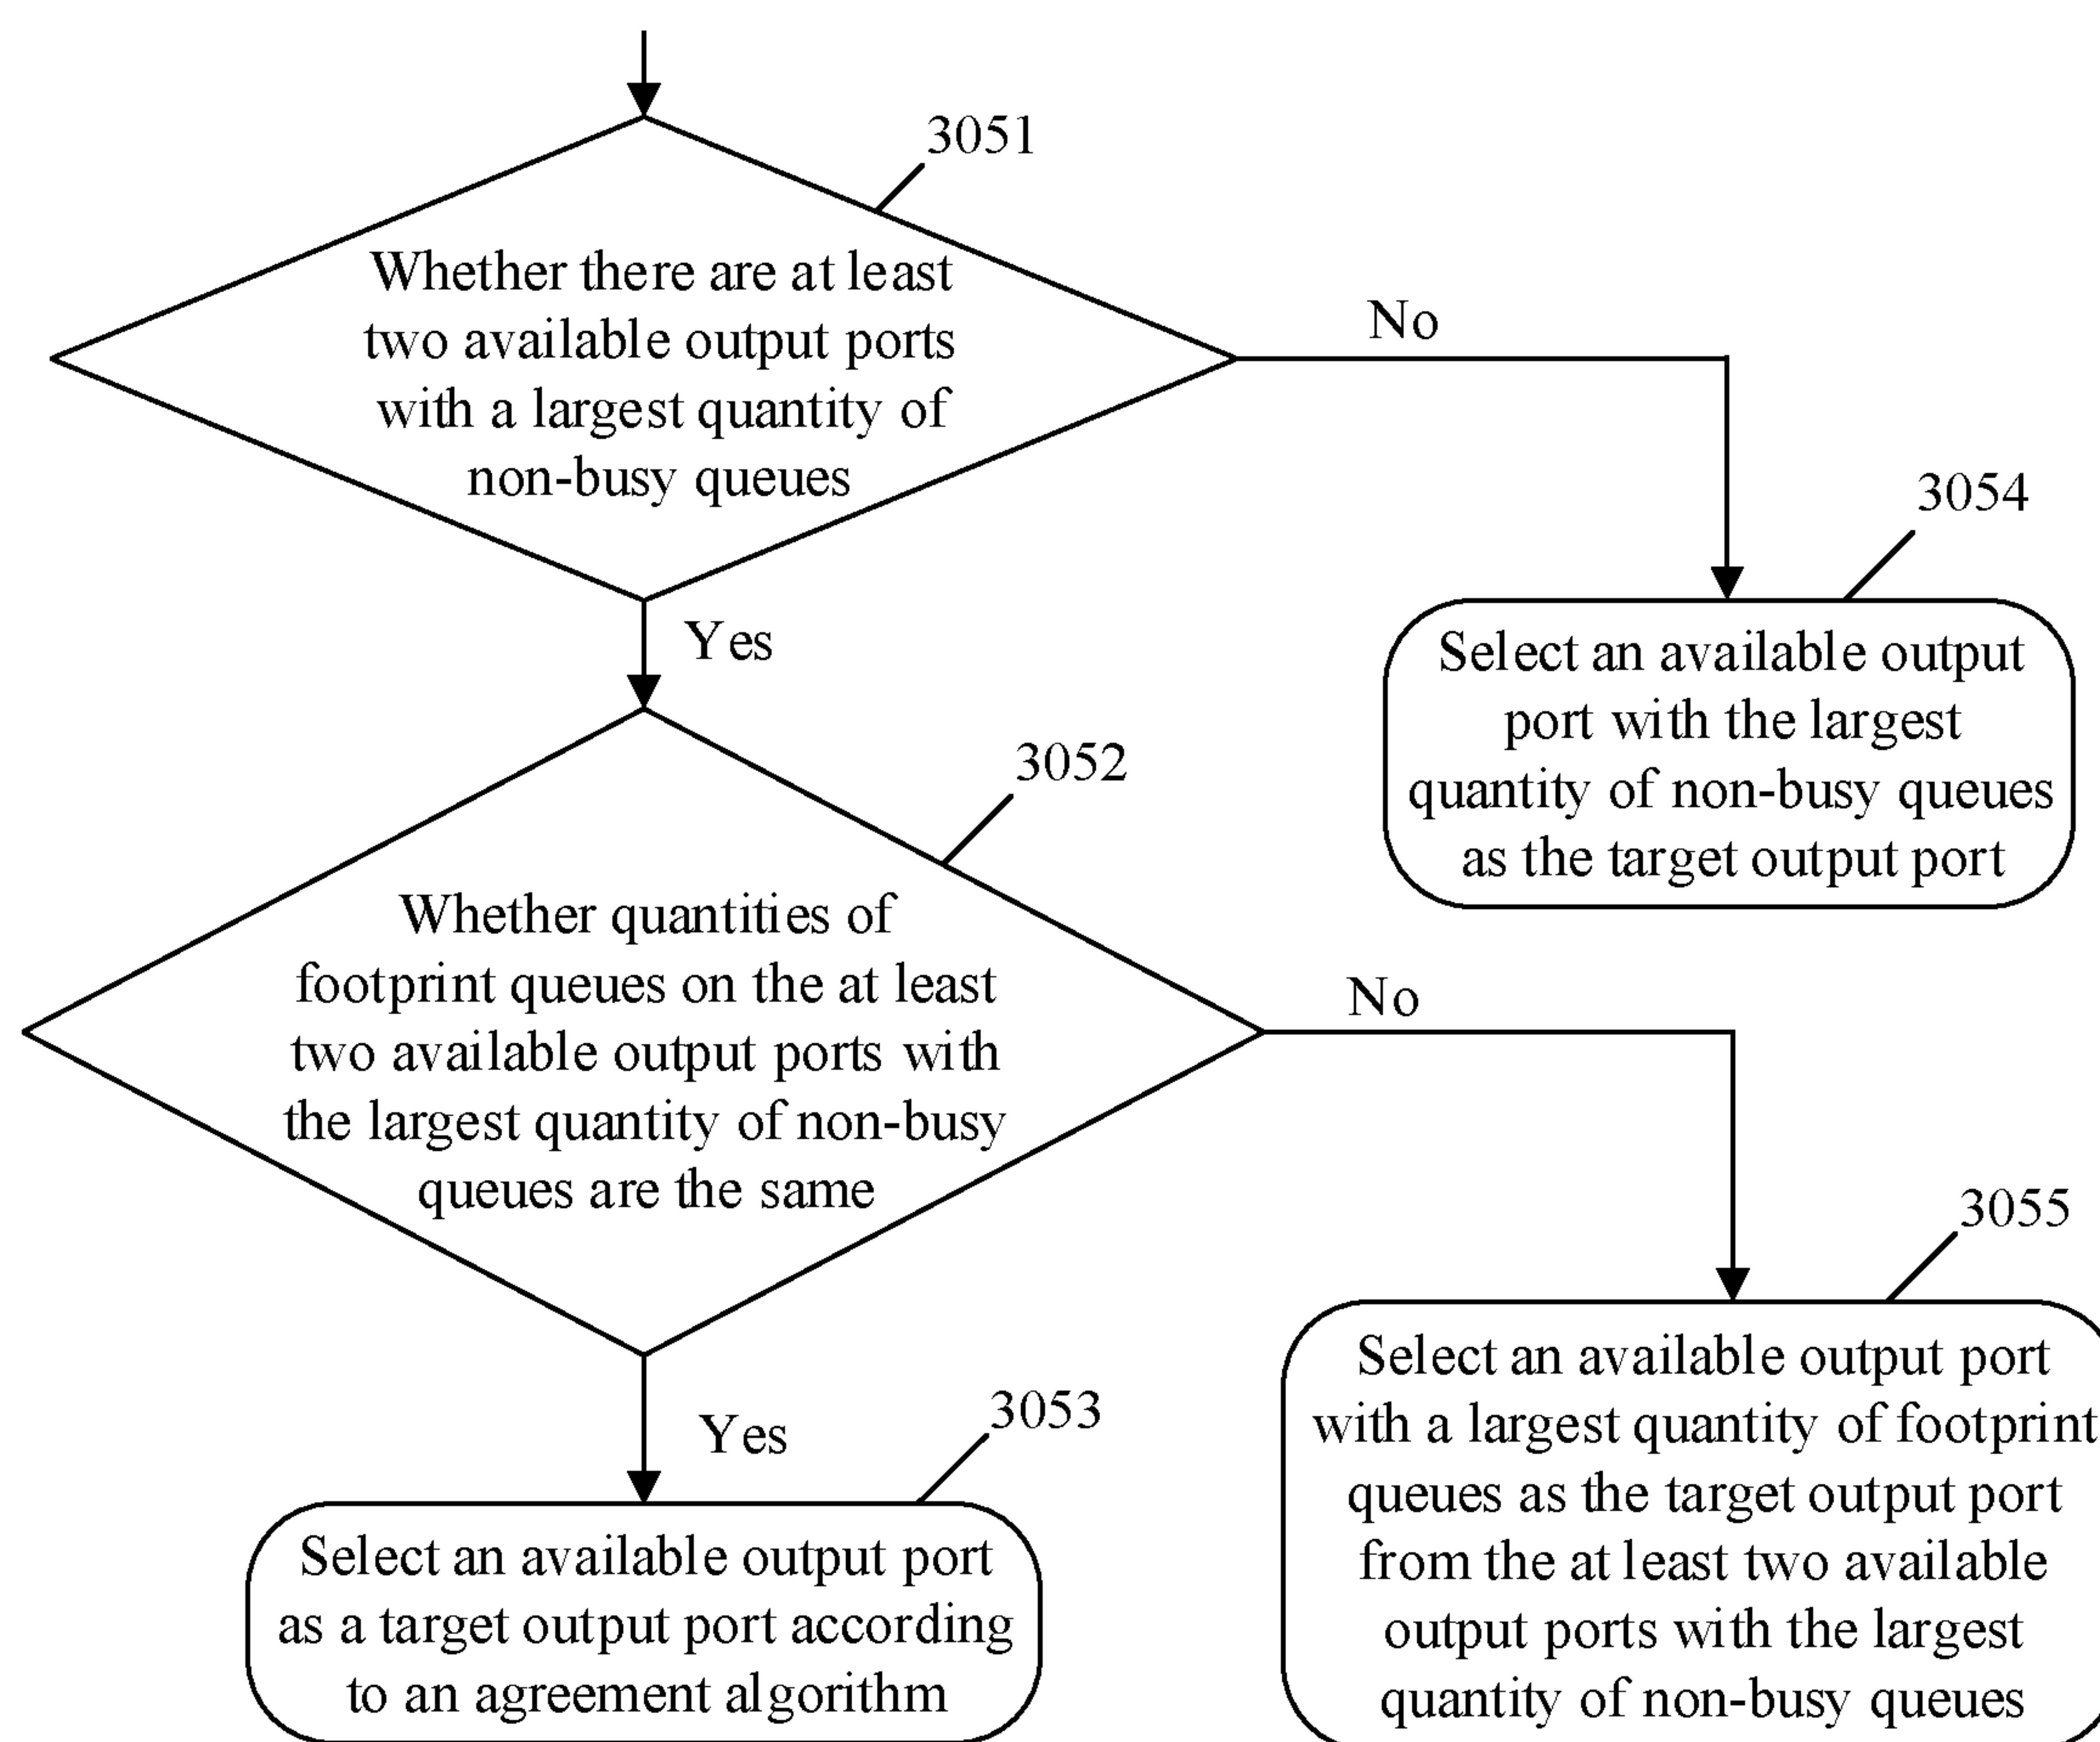 3051
Whether there are at least
two available output ports
with a largest quantity of
non-busy queues
No
Yes
3054
Select an available output
port with the largest
quantity of non-busy queues
as the target output port
3052
Whether quantities of
footprint queues on the at least
two available output ports with
the largest quantity of non-busy
queues are the same
No
Yes
3055
Select an available output port
with a largest quantity of footprint
queues as the target output port
from the at least two available
output ports with the largest
quantity of non-busy queues
3053
Select an available output port
as a target output port according
to an agreement algorithm